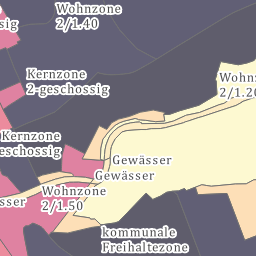 Wohnzone
2/1.40
Kernzone
2-geschossig
Wohnz
2/1.20
Kernzone
eschossig
Gewässer
Gewässer
Wohnzone
2/1.50
sser
kommunale
Freihaltezone